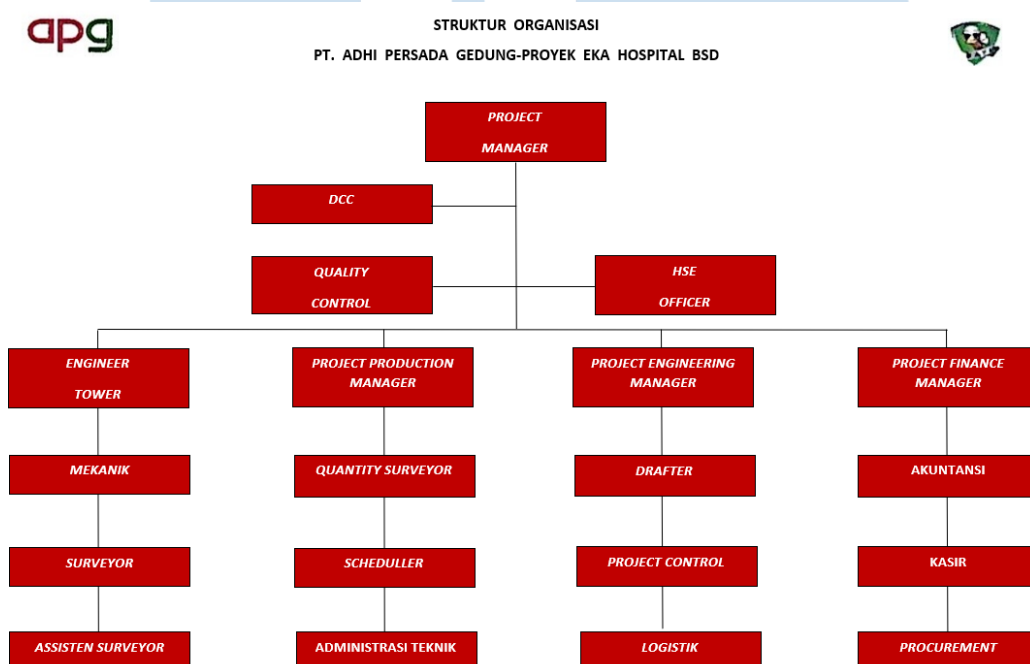 apg
STRUKTUR ORGANISASI
PT. ADHI PERSADA GEDUNG-PROYEK EKA HOSPITAL BSD
PROJECT
MANAGER
DCC
QUALITY
CONTROL
HSE
OFFICER
ENGINEER
TOWER
PROJECT PRODUCTION
MANAGER
PROJECT ENGINEERING
MANAGER
PROJECT FINANCE
MANAGER
MEKANIK
QUANTITY SURVEYOR
DRAFTER
AKUNTANSI
SURVEYOR
SCHEDULLER
PROJECT CONTROL
KASIR
ASSISTEN SURVEYOR
ADMINISTRASI TEKNIK
LOGISTIK
PROCUREMENT